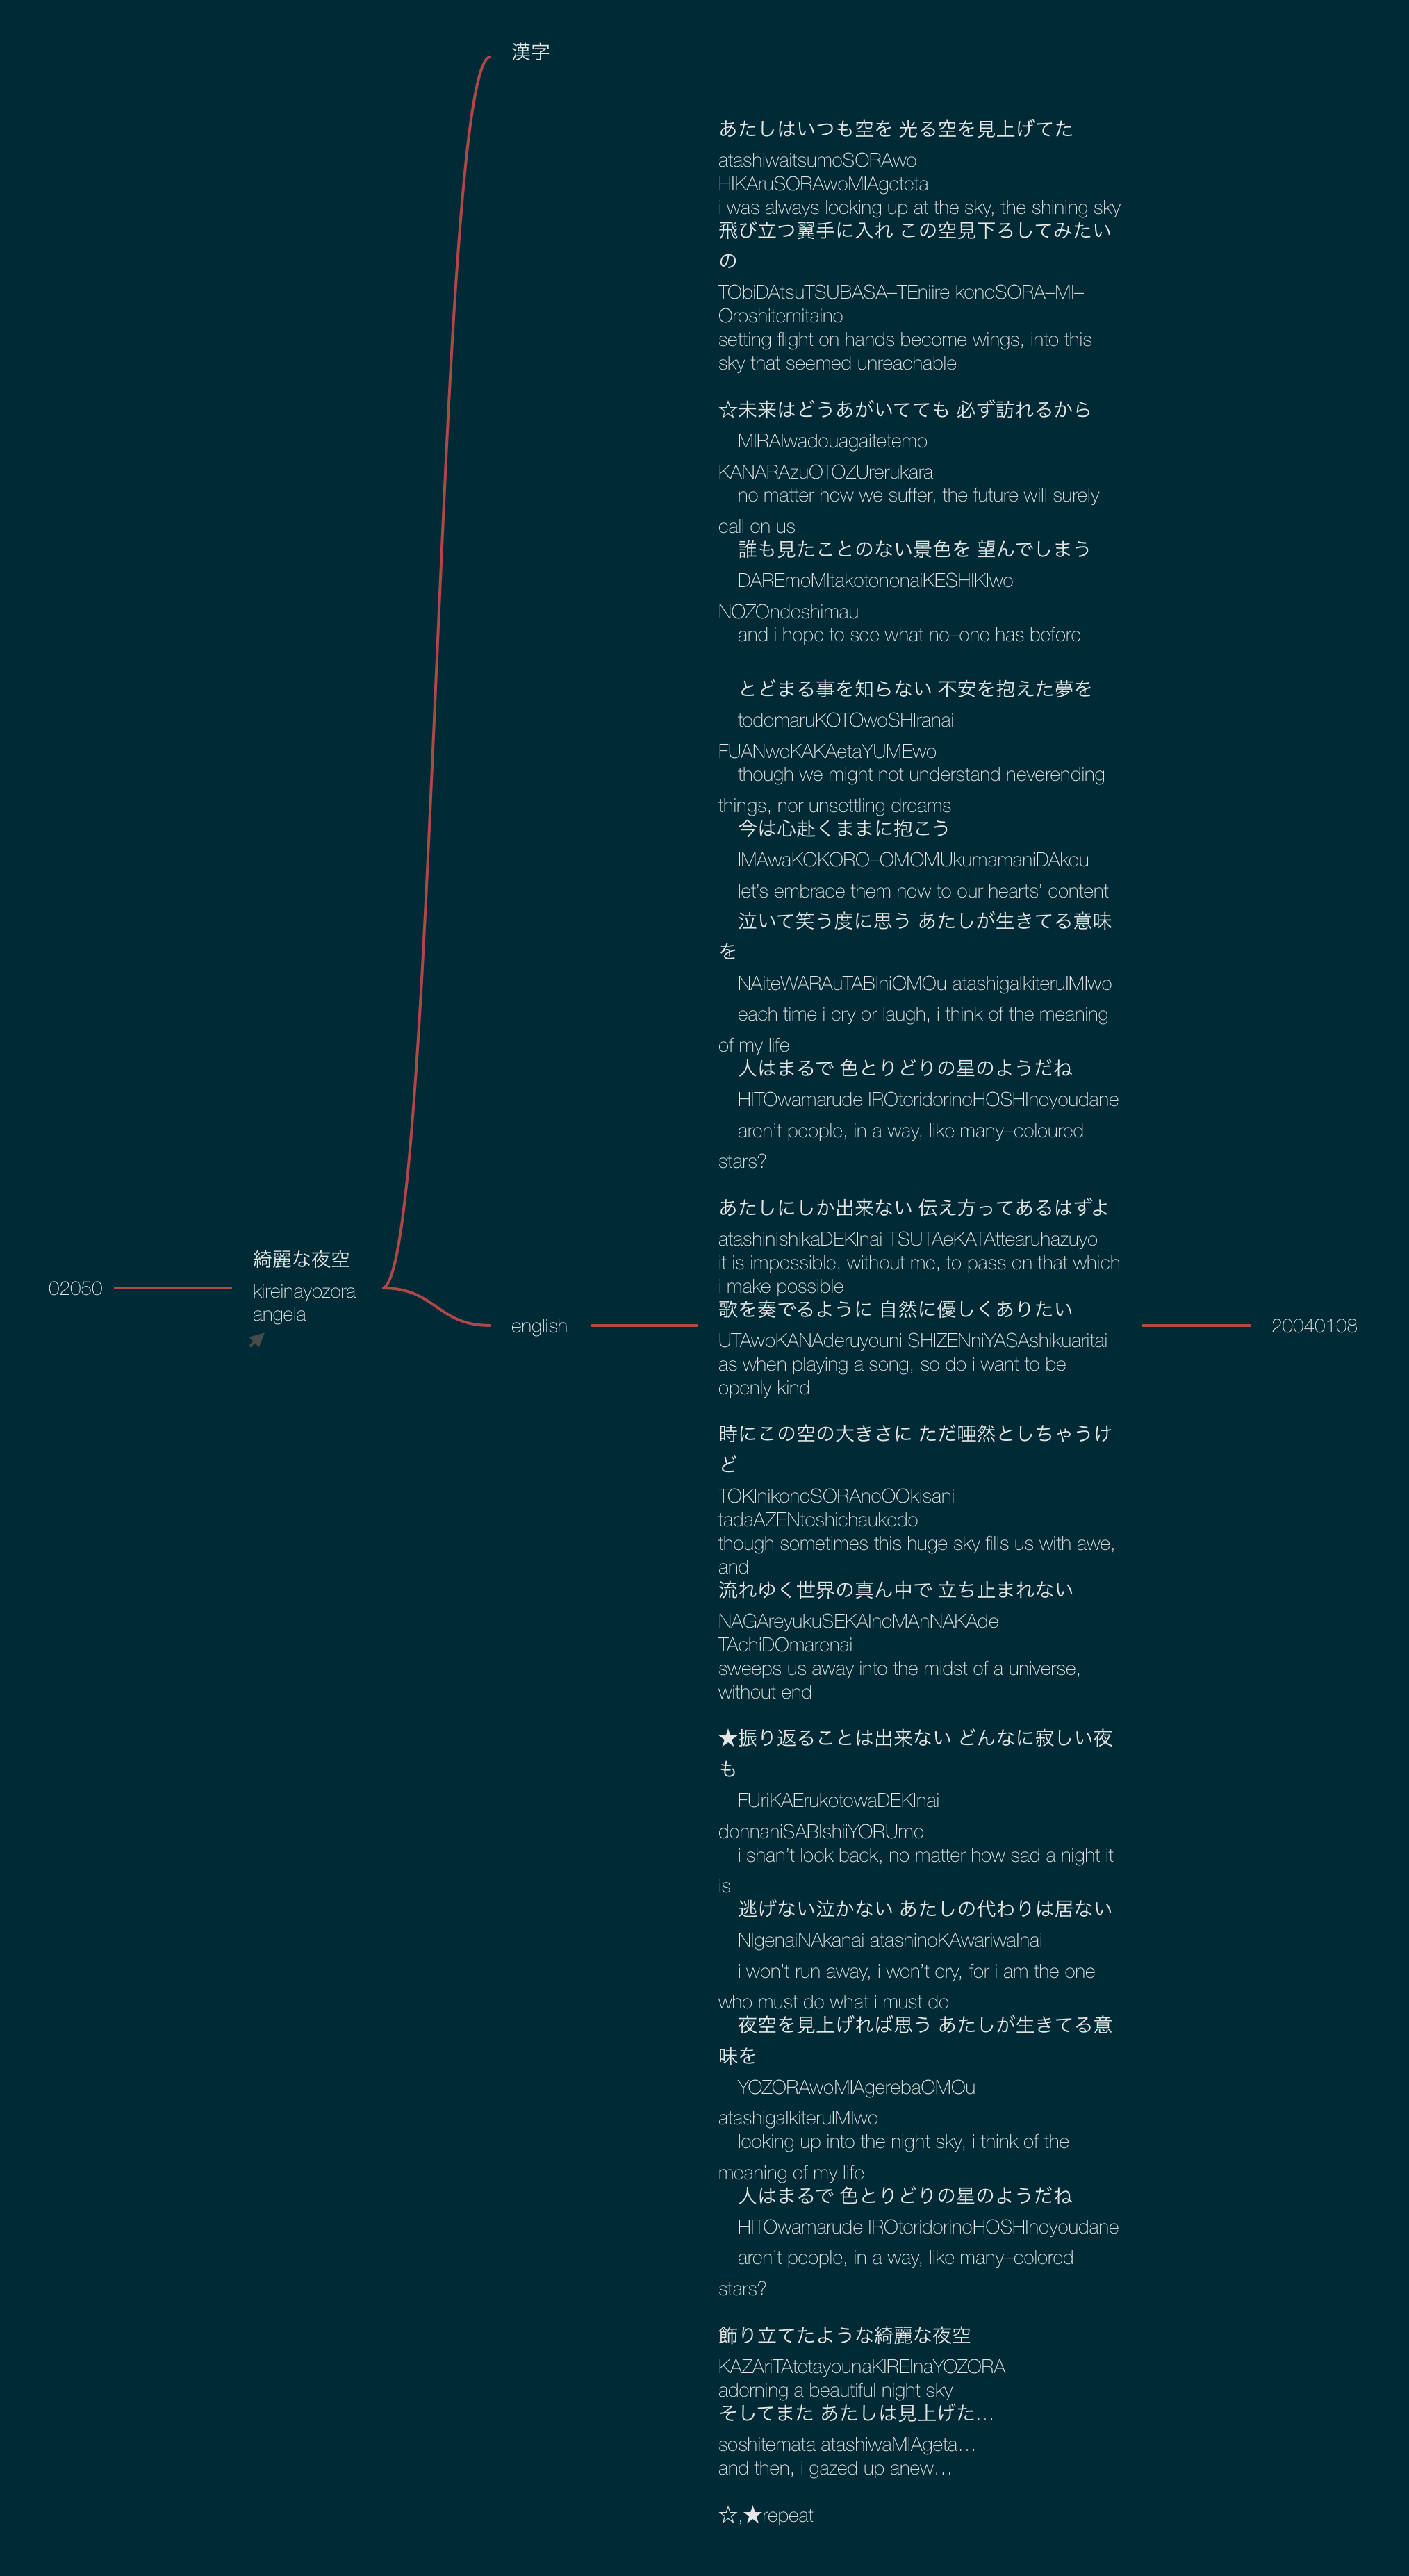 漢字
あたしはいつも空を 光る空を見上げてた
atashiwaitsumoSORAwo
HIKAruSORAwoMIAgeteta
i was always looking up at the sky, the shining sky
飛び立つ翼手に入れ この空見下ろしてみたい
の
TObiDAtsuTSUBASA–TEniire konoSORA–MI–
Oroshitemitaino
setting flight on hands become wings, into this
sky that seemed unreachable
☆未来はどうあがいてても 必ず訪れるから
MIRAIwadouagaitetemo
KANARAzuOTOZUrerukara
no matter how we suffer, the future will surely
call on us
誰も見たことのない景色を 望んでしまう
DAREmoMItakotononaiKESHIKIwo
NOZOndeshimau
and i hope to see what no–one has before
とどまる事を知らない 不安を抱えた夢を
todomaruKOTOwoSHIranai
FUANwoKAKAetaYUMEwo
though we might not understand neverending
things, nor unsettling dreams
今は心赴くままに抱こう
IMAwaKOKORO–OMOMUkumamaniDAkou
let’s embrace them now to our hearts’ content
泣いて笑う度に思う あたしが生きてる意味
を
NAiteWARAuTABIniOMOu atashigaIkiteruIMIwo
each time i cry or laugh, i think of the meaning
of my life
人はまるで 色とりどりの星のようだね
HITOwamarude IROtoridorinoHOSHInoyoudane
aren’t people, in a way, like many–coloured
stars?
あたしにしか出来ない 伝え方ってあるはずよ
atashinishikaDEKInai TSUTAeKATAttearuhazuyo
it is impossible, without me, to pass on that which
i make possible
歌を奏でるように 自然に優しくありたい
UTAwoKANAderuyouni SHIZENniYASAshikuaritai
as when playing a song, so do i want to be
openly kind
時にこの空の大きさに ただ唖然としちゃうけ
ど
TOKInikonoSORAnoOOkisani
tadaAZENtoshichaukedo
though sometimes this huge sky fills us with awe,
and
流れゆく世界の真ん中で 立ち止まれない
NAGAreyukuSEKAInoMAnNAKAde
TAchiDOmarenai
sweeps us away into the midst of a universe,
without end
★振り返ることは出来ない どんなに寂しい夜
も
FUriKAErukotowaDEKInai
donnaniSABIshiiYORUmo
i shan’t look back, no matter how sad a night it
is
逃げない泣かない あたしの代わりは居ない
NIgenaiNAkanai atashinoKAwariwaInai
i won’t run away, i won’t cry, for i am the one
who must do what i must do
夜空を見上げれば思う あたしが生きてる意
味を
YOZORAwoMIAgerebaOMOu
atashigaIkiteruIMIwo
looking up into the night sky, i think of the
meaning of my life
人はまるで 色とりどりの星のようだね
HITOwamarude IROtoridorinoHOSHInoyoudane
aren’t people, in a way, like many–colored
stars?
飾り立てたような綺麗な夜空
KAZAriTAtetayounaKIREInaYOZORA
adorning a beautiful night sky
そしてまた あたしは見上げた…
soshitemata atashiwaMIAgeta…
and then, i gazed up anew…
☆,★repeat
02050
綺麗な夜空
kireinayozora
angela
english
20040108